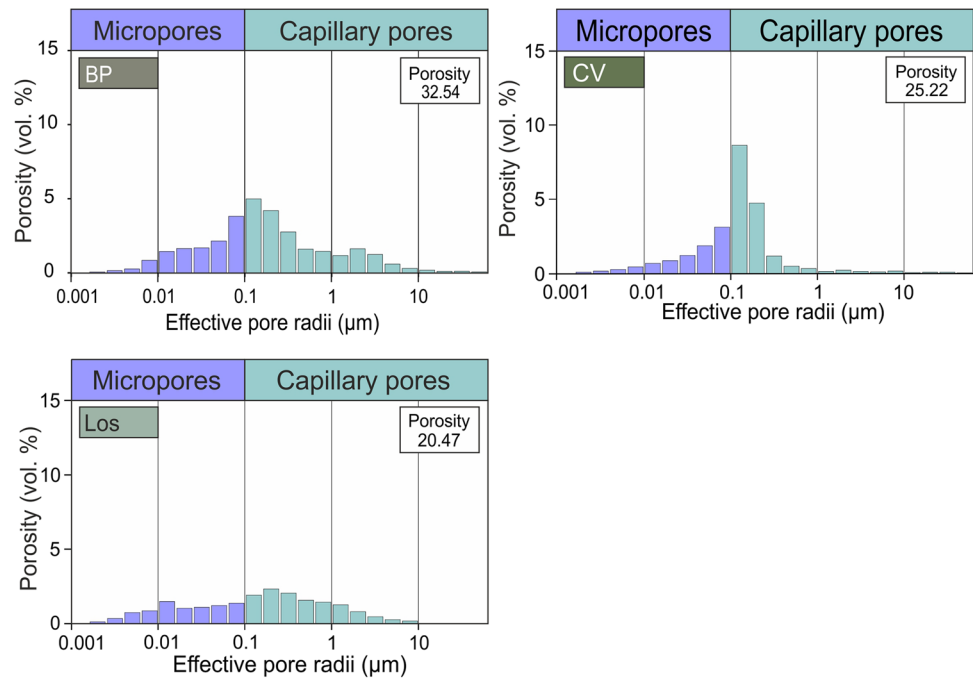 Micropores Capillary pores
BP
Porosity
32.54
Porosity (vol. %)
15
10
5
0
0.001 0.01 0.1 1 10
Effective pore radii (µm)
Micropores Capillary pores
CV
Porosity
25.22
Porosity (vol. %)
15
10
5
0
0.001 0.01 0.1 1 10
Effective pore radii (µm)
Micropores Capillary pores
Los
Porosity
20.47
Porosity (vol. %)
15
10
5
0
0.001 0.01 0.1 1 10
Effective pore radii (µm)